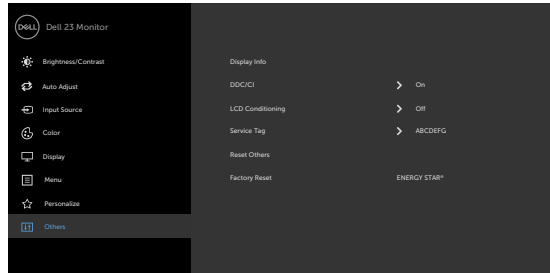 DELL Dell 23 Monitor
Brightness/Contrast
Auto Adjust
Input Source
Color
Display
Menu
Personalize
Others
Display Info
DDC/CI > On
LCD Conditioning > Off
Service Tag > ABCDEFG
Reset Others
Factory Reset ENERGY STAR®